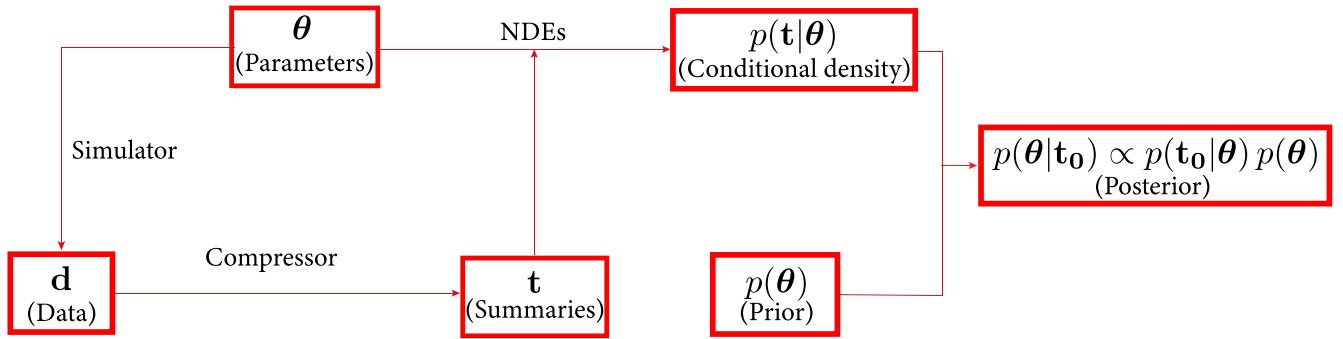 θ
(Parameters)
NDEs
p(t|θ)
(Conditional density)
Simulator
p(θ|t₀) ∝ p(t₀|θ) p(θ)
(Posterior)
d
(Data)
Compressor
t
(Summaries)
p(θ)
(Prior)